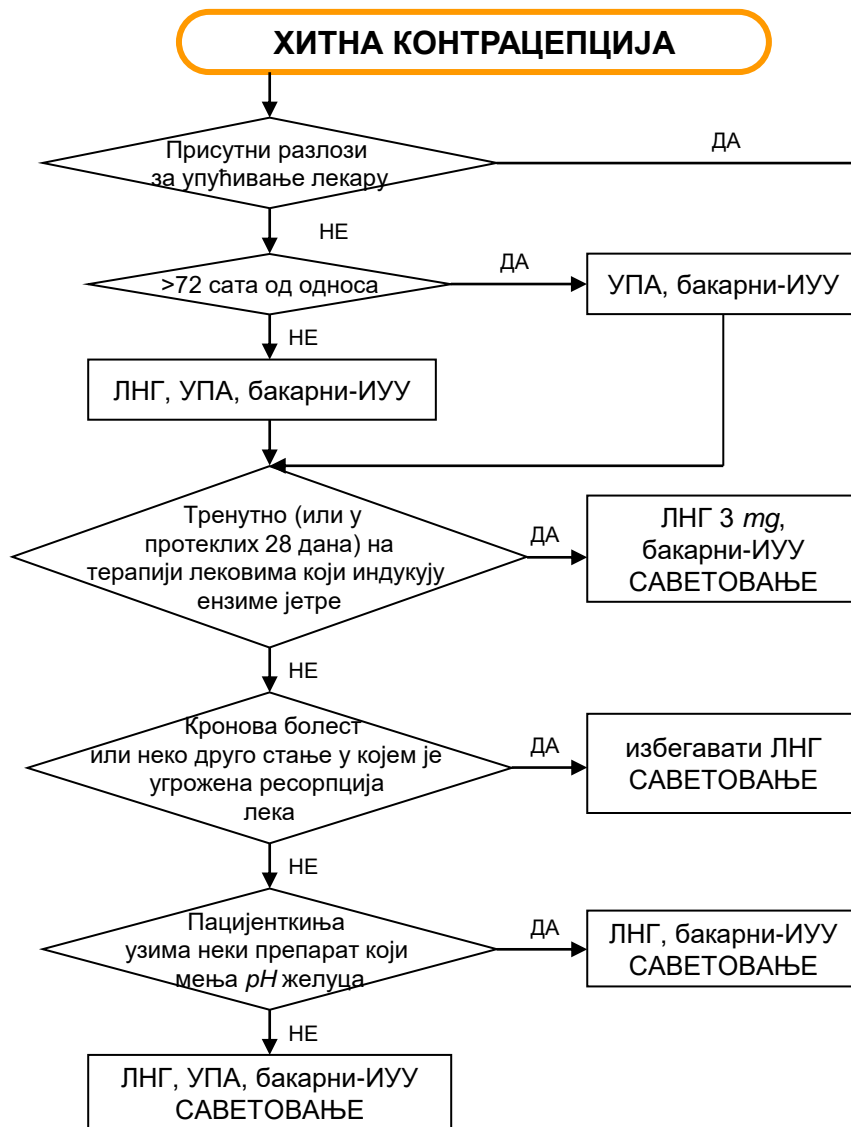 ХИТНА КОНТРАЦЕПЦИЈА
Присутни разлози
за упућивање лекару
ДА
НЕ
>72 сата од односа
ДА
УПА, бакарни-ИУУ
НЕ
ЛНГ, УПА, бакарни-ИУУ
Тренутно (или у
протеклих 28 дана) на
терапији лековима који индукују
ензиме јетре
ДА
ЛНГ 3 mg,
бакарни-ИУУ
САВЕТОВАЊЕ
НЕ
Кронова болест
или неко друго стање у којем је
угрожена ресорпција
лека
ДА
избегавати ЛНГ
САВЕТОВАЊЕ
НЕ
Пацијенткиња
узима неки препарат који
мења pH желуца
ДА
ЛНГ, бакарни-ИУУ
САВЕТОВАЊЕ
НЕ
ЛНГ, УПА, бакарни-ИУУ
САВЕТОВАЊЕ